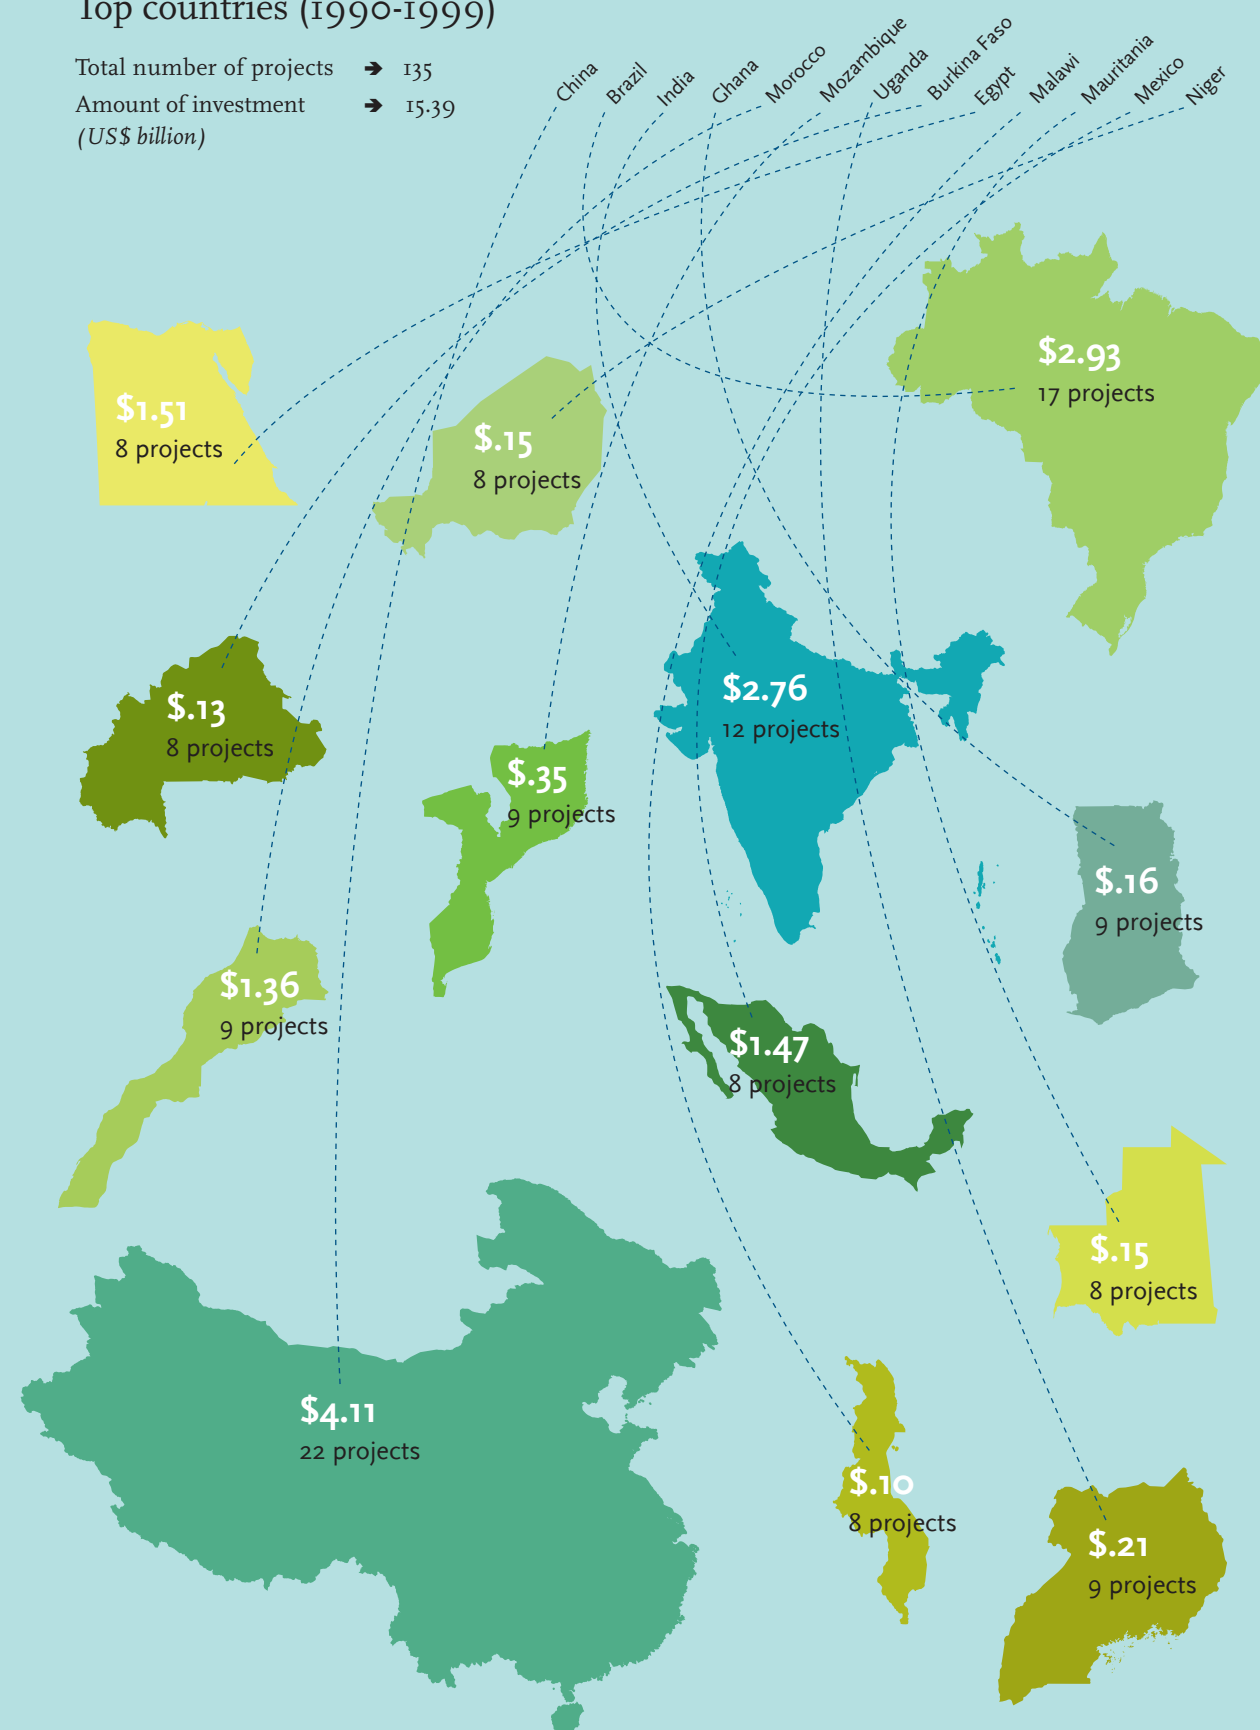 Top countries (1990-1999)
Total number of projects ➔ 135
Amount of investment ➔ 15.39
(US$ billion)
China
Brazil
India
Ghana
Morocco
Mozambique
Uganda
Burkina Faso
Egypt
Malawi
Mauritania
Mexico
Niger
$2.93
17 projects
$1.51
8 projects
$.15
8 projects
$2.76
12 projects
$.13
8 projects
$.35
9 projects
$.16
9 projects
$1.36
9 projects
$1.47
8 projects
$.15
8 projects
$4.11
22 projects
$.10
8 projects
$.21
9 projects